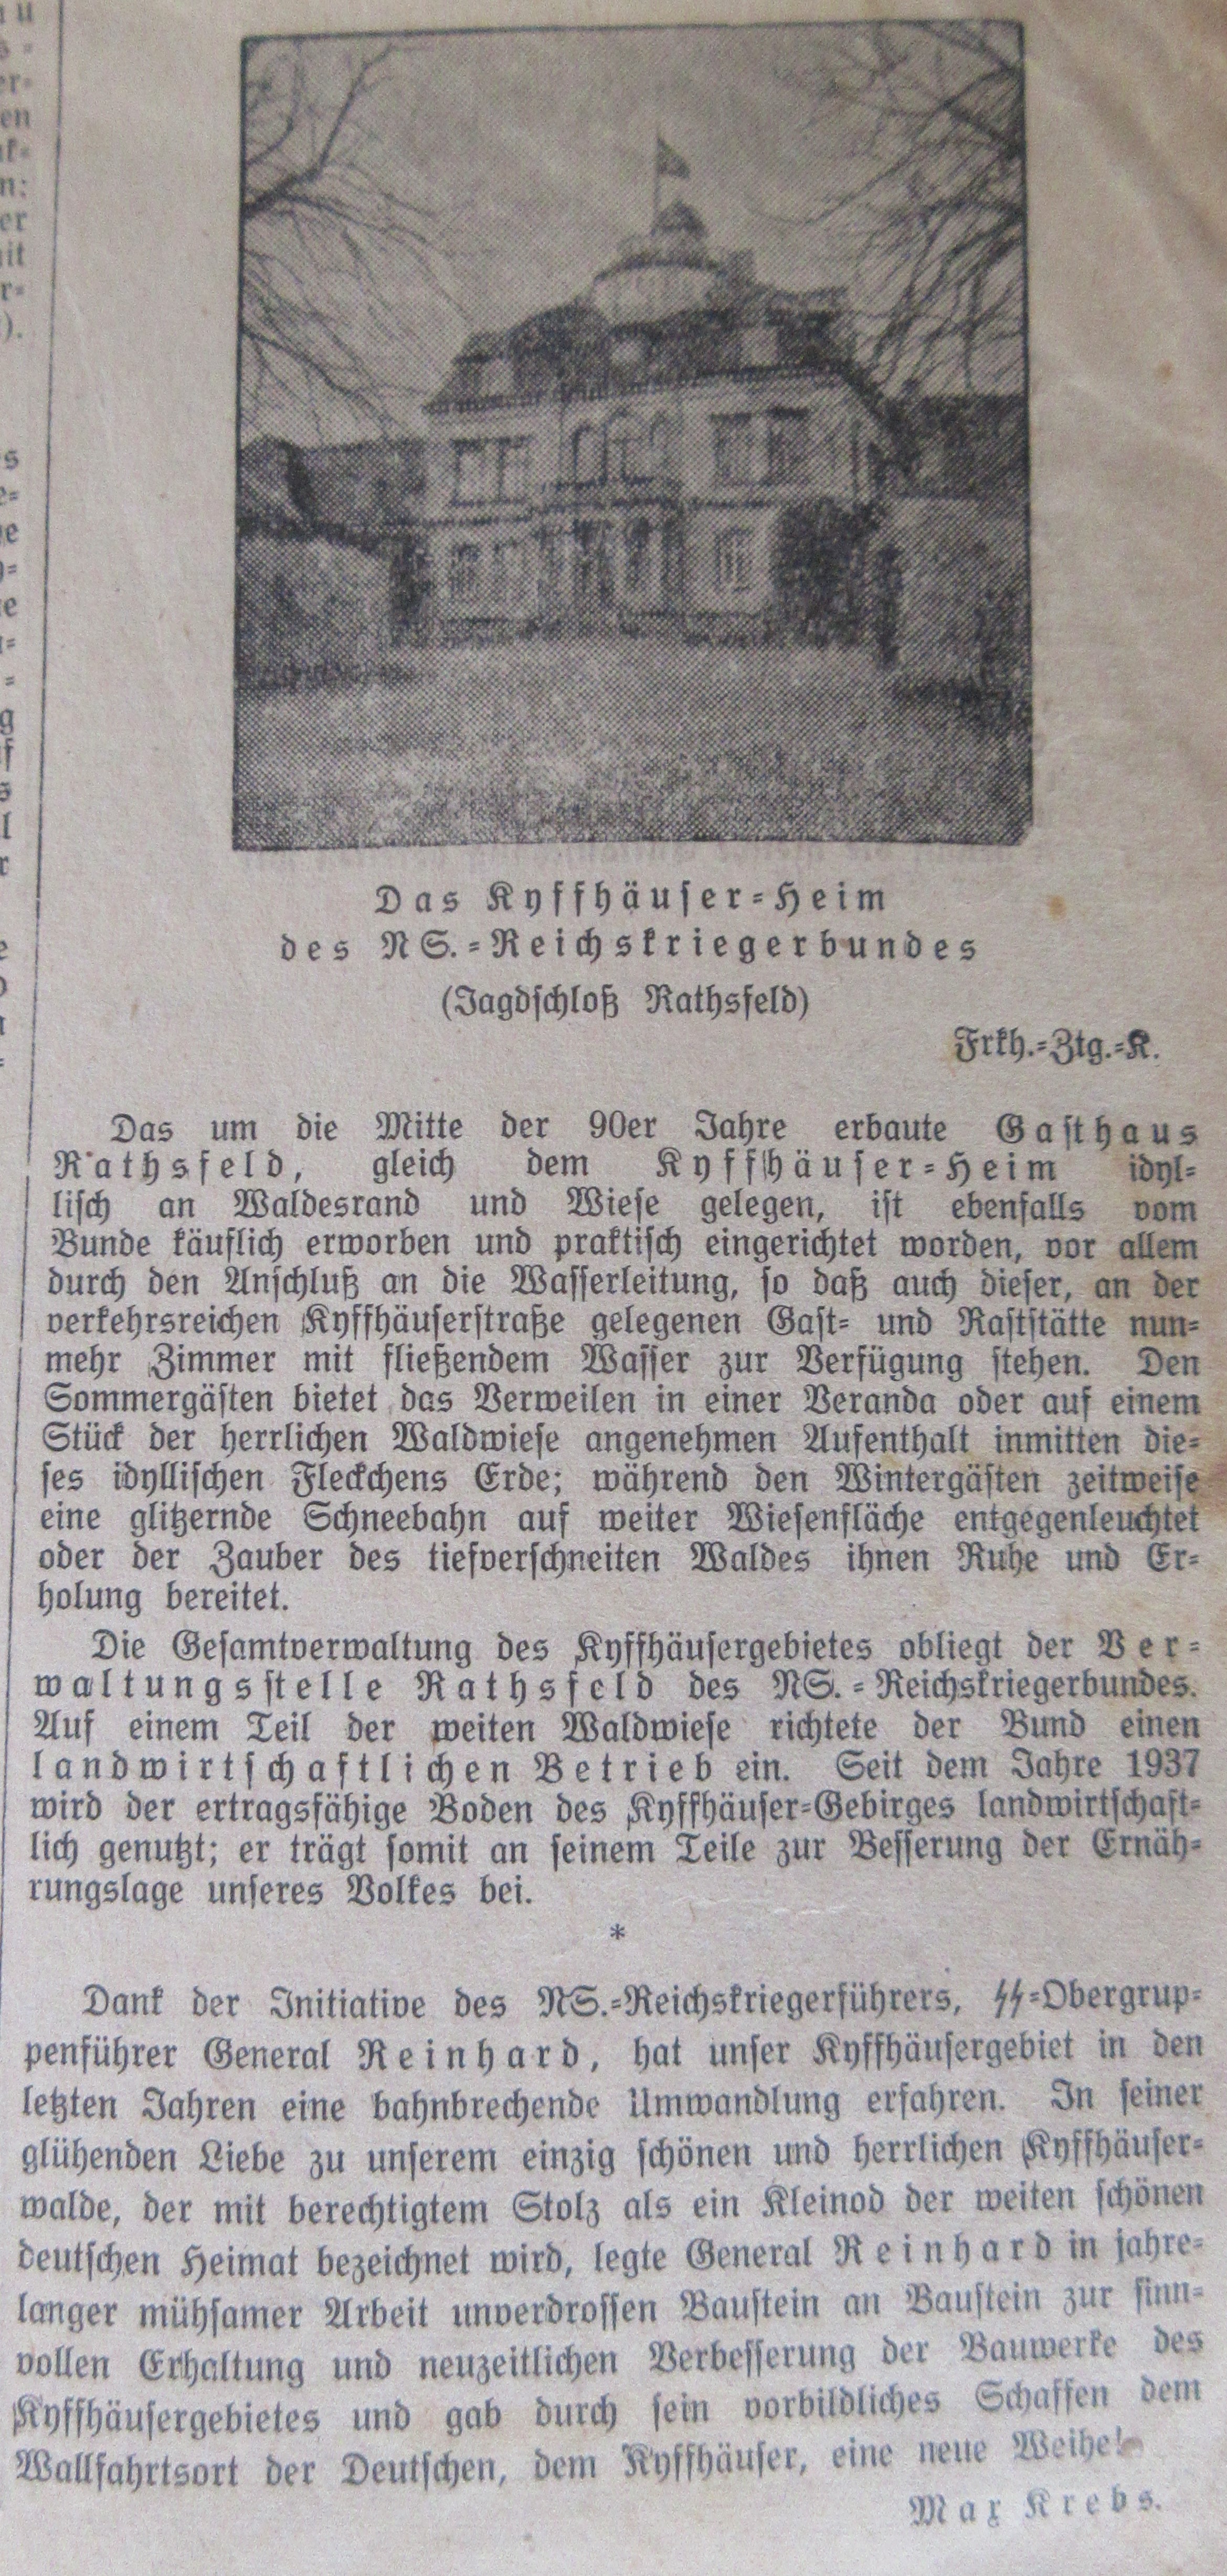 Das Kyffhäuser=Heim
des NS.=Reichskriegerbundes
(Jagdschloß Rathsfeld)
Frkh.=Ztg.=K.
Das um die Mitte der 90er Jahre erbaute Gasthaus
Rathsfeld, gleich dem Kyffhäuser=Heim idyl=
lisch an Waldesrand und Wiese gelegen, ist ebenfalls vom
Bunde käuflich erworben und praktisch eingerichtet worden, vor allem
durch den Anschluß an die Wasserleitung, so daß auch dieser, an der
verkehrsreichen Kyffhäuserstraße gelegenen Gast= und Raststätte nun=
mehr Zimmer mit fließendem Wasser zur Verfügung stehen. Den
Sommergästen bietet das Verweilen in einer Veranda oder auf einem
Stück der herrlichen Waldwiese angenehmen Aufenthalt inmitten die=
ses idyllischen Fleckchens Erde; während den Wintergästen zeitweise
eine glitzernde Schneebahn auf weiter Wiesenfläche entgegenleuchtet
oder der Zauber des tiefverschneiten Waldes ihnen Ruhe und Er=
holung bereitet.
Die Gesamtverwaltung des Kyffhäusergebietes obliegt der Ver=
waltungsstelle Rathsfeld des NS.=Reichskriegerbundes.
Auf einem Teil der weiten Waldwiese richtete der Bund einen
landwirtschaftlichen Betrieb ein. Seit dem Jahre 1937
wird der ertragsfähige Boden des Kyffhäuser=Gebirges landwirtschaft=
lich genutzt; er trägt somit an seinem Teile zur Besserung der Ernäh=
rungslage unseres Volkes bei.
*
Dank der Initiative des NS.=Reichskriegerführers, SS=Obergrup=
penführer General Reinhard, hat unser Kyffhäusergebiet in den
letzten Jahren eine bahnbrechende Umwandlung erfahren. In seiner
glühenden Liebe zu unserem einzig schönen und herrlichen Kyffhäuser=
walde, der mit berechtigtem Stolz als ein Kleinod der weiten schönen
deutschen Heimat bezeichnet wird, legte General Reinhard in jahre=
langer mühsamer Arbeit unverdrossen Baustein an Baustein zur sinn=
vollen Erhaltung und neuzeitlichen Verbesserung der Bauwerke des
Kyffhäusergebietes und gab durch sein vorbildliches Schaffen dem
Wallfahrtsort der Deutschen, dem Kyffhäuser, eine neue Weihe!
Max Krebs.